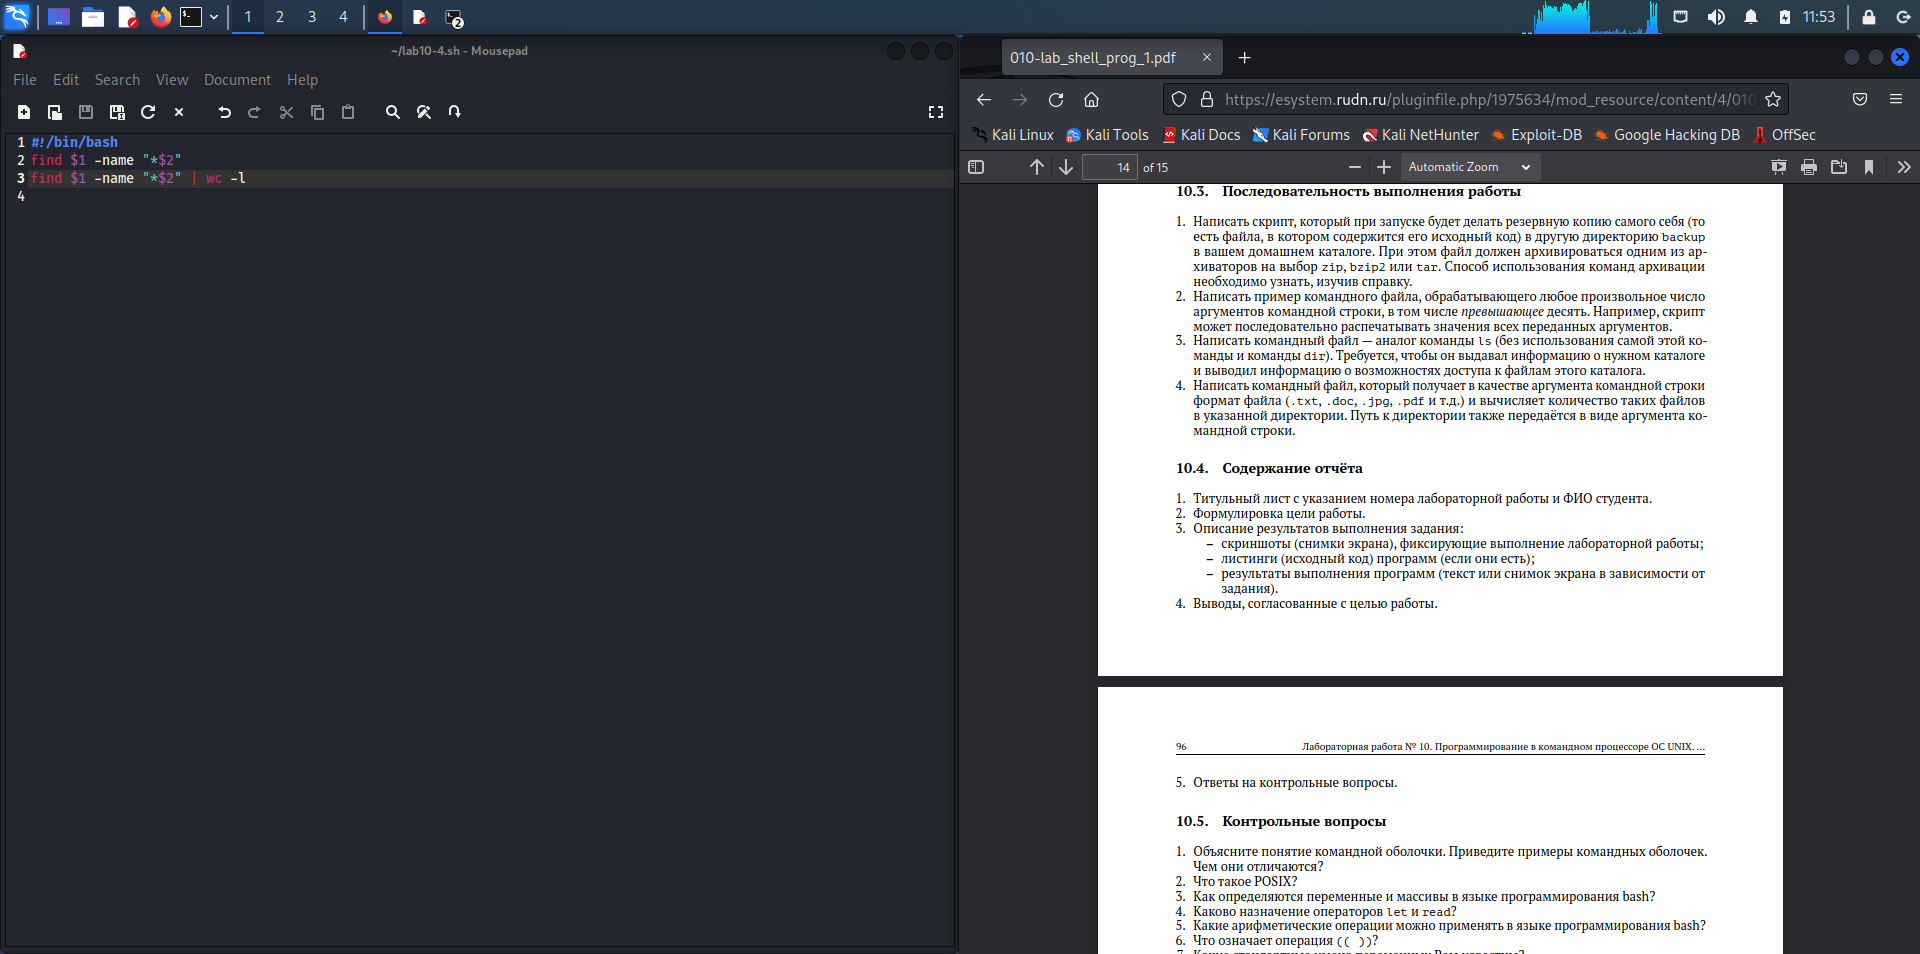 1
2
3
4
2
11:53
~/lab10-4.sh - Mousepad
File Edit Search View Document Help
1 #!/bin/bash
2 find $1 -name "*$2"
3 find $1 -name "*$2" | wc -l
4
010-lab_shell_prog_1.pdf
https://esystem.rudn.ru/pluginfile.php/1975634/mod_resource/content/4/010
Kali Linux Kali Tools Kali Docs Kali Forums Kali NetHunter Exploit-DB Google Hacking DB OffSec
14 of 15 Automatic Zoom
10.3. Последовательность выполнения работы
1. Написать скрипт, который при запуске будет делать резервную копию самого себя (то
есть файла, в котором содержится его исходный код) в другую директорию backup
в вашем домашнем каталоге. При этом файл должен архивироваться одним из ар-
хиваторов на выбор zip, bzip2 или tar. Способ использования команд архивации
необходимо узнать, изучив справку.
2. Написать пример командного файла, обрабатывающего любое произвольное число
аргументов командной строки, в том числе превышающее десять. Например, скрипт
может последовательно распечатывать значения всех переданных аргументов.
3. Написать командный файл — аналог команды ls (без использования самой этой ко-
манды и команды dir). Требуется, чтобы он выдавал информацию о нужном каталоге
и выводил информацию о возможностях доступа к файлам этого каталога.
4. Написать командный файл, который получает в качестве аргумента командной строки
формат файла (.txt, .doc, .jpg, .pdf и т.д.) и вычисляет количество таких файлов
в указанной директории. Путь к директории также передаётся в виде аргумента ко-
мандной строки.
10.4. Содержание отчёта
1. Титульный лист с указанием номера лабораторной работы и ФИО студента.
2. Формулировка цели работы.
3. Описание результатов выполнения задания:
– скриншоты (снимки экрана), фиксирующие выполнение лабораторной работы;
– листинги (исходный код) программ (если они есть);
– результаты выполнения программ (текст или снимок экрана в зависимости от
задания).
4. Выводы, согласованные с целью работы.
96 Лабораторная работа № 10. Программирование в командном процессоре ОС UNIX. ...
5. Ответы на контрольные вопросы.
10.5. Контрольные вопросы
1. Объясните понятие командной оболочки. Приведите примеры командных оболочек.
Чем они отличаются?
2. Что такое POSIX?
3. Как определяются переменные и массивы в языке программирования bash?
4. Каково назначение операторов let и read?
5. Какие арифметические операции можно применять в языке программирования bash?
6. Что означает операция (( ))?